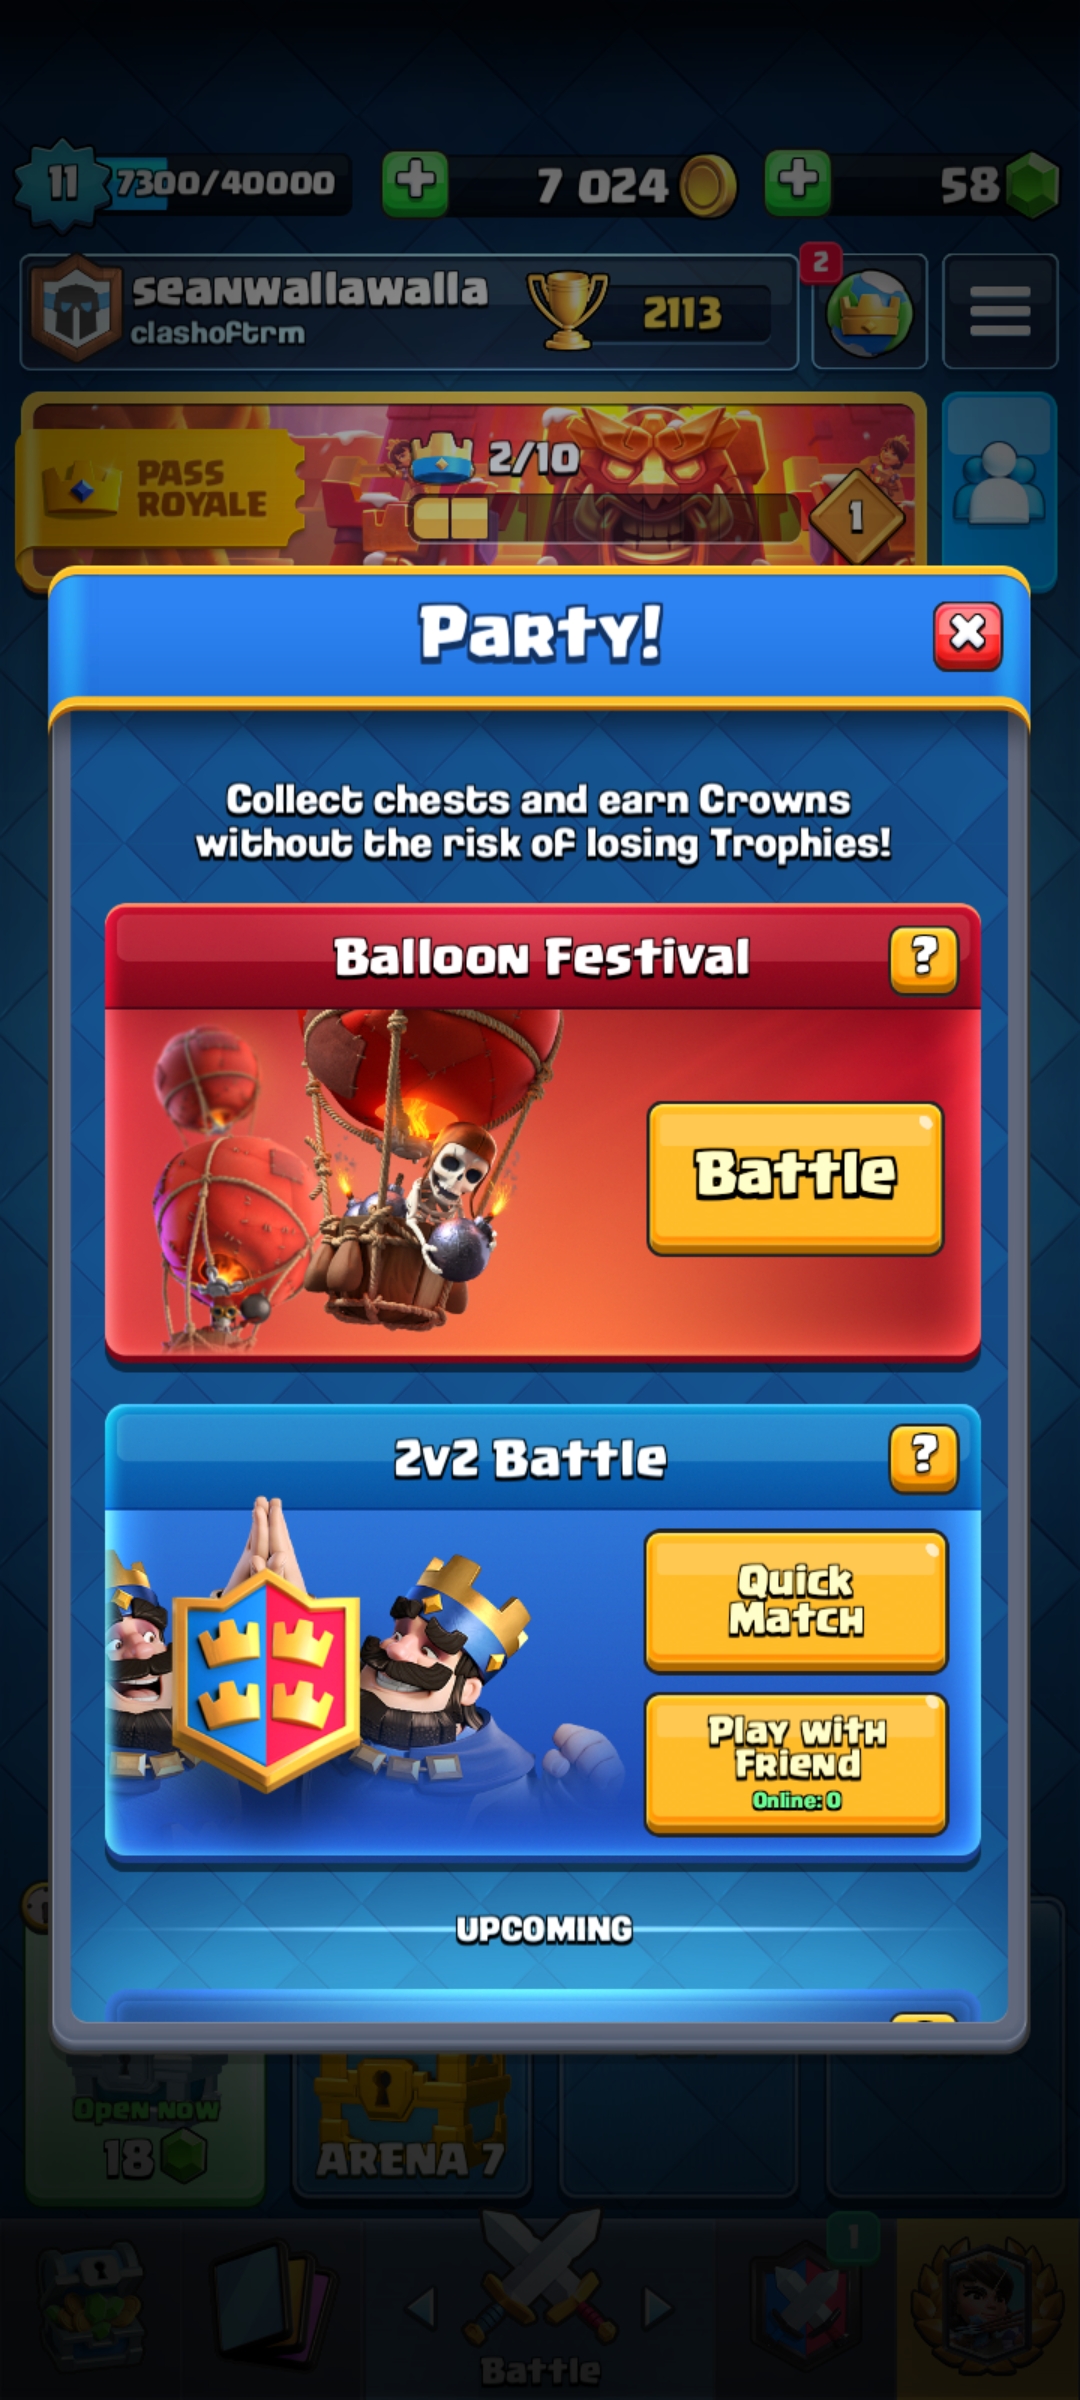 11
7300/40000
7 024
58
seanwallawalla
clashoftrm
2113
2
PASS
ROYALE
2/10
1
Party!
Collect chests and earn Crowns
without the risk of losing Trophies!
Balloon Festival
?
Battle
2v2 Battle
?
Quick
Match
Play with
Friend
Online: 0
UPCOMING
Open now
18
ARENA 7
1
Battle